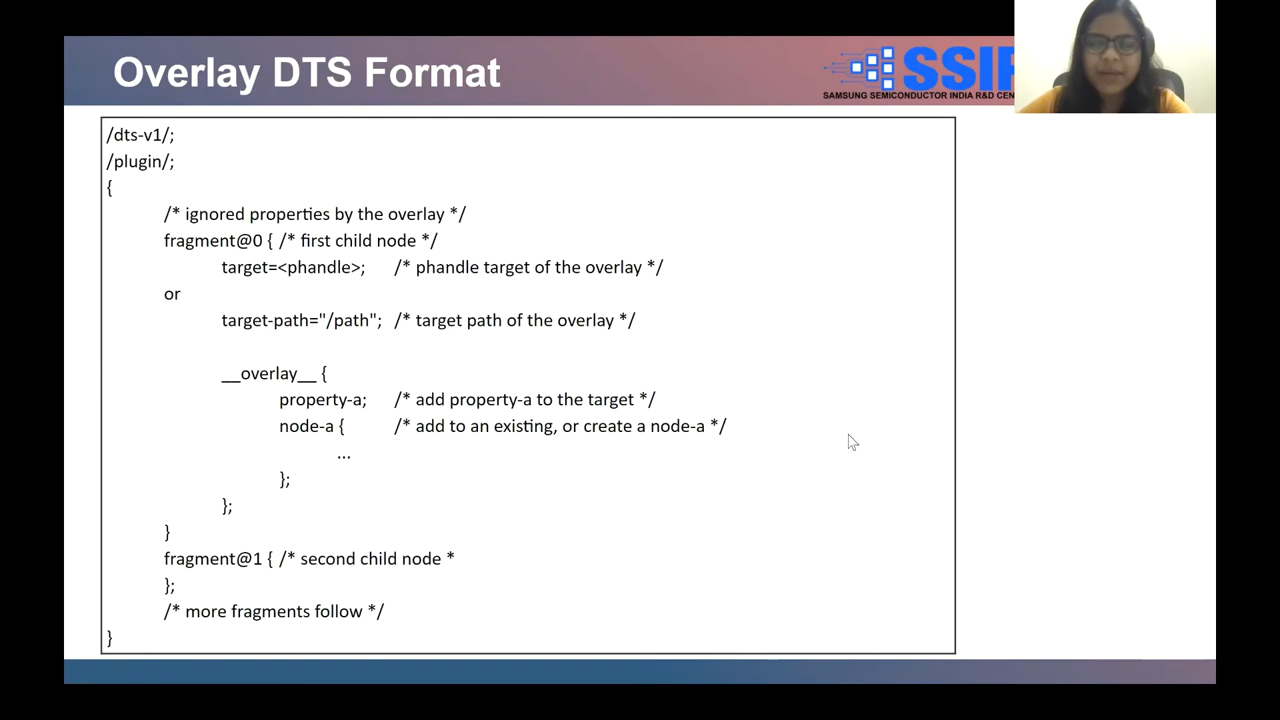 Overlay DTS Format
SSIR
SAMSUNG SEMICONDUCTOR INDIA R&D CEN
/dts-v1/;
/plugin/;
{
/* ignored properties by the overlay */
fragment@0 { /* first child node */
target=<phandle>; /* phandle target of the overlay */
or
target-path="/path"; /* target path of the overlay */
__overlay__ {
property-a; /* add property-a to the target */
node-a { /* add to an existing, or create a node-a */
...
};
};
}
fragment@1 { /* second child node *
};
/* more fragments follow */
}